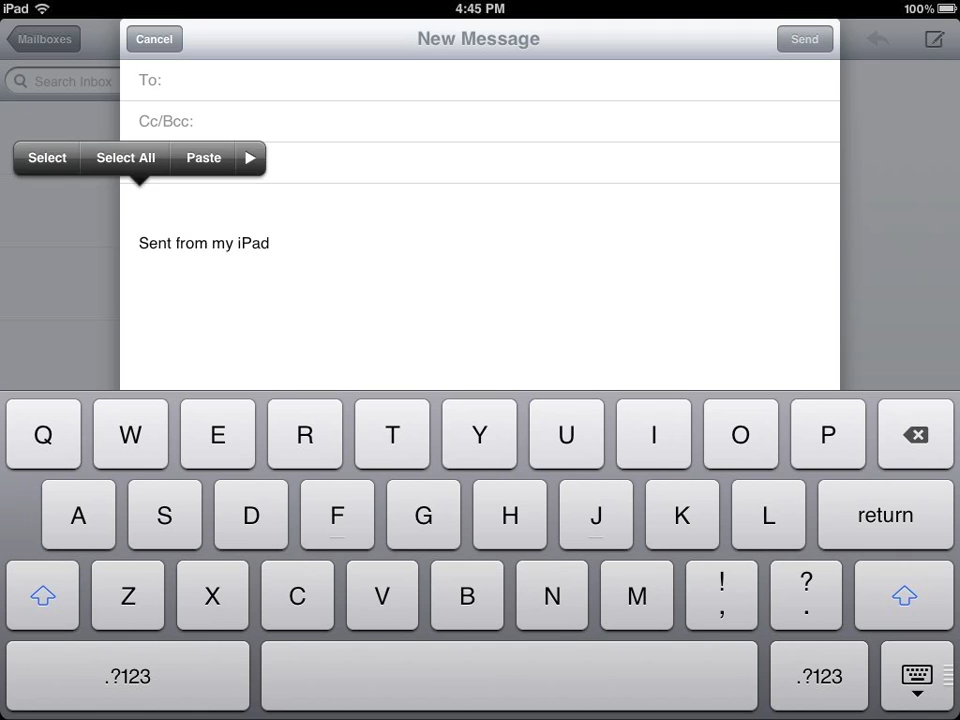 iPad 4:45 PM 100%
Mailboxes Cancel New Message Send
Search Inbox To:
Cc/Bcc:
Select Select All Paste
Sent from my iPad
Q W E R T Y U I O P
A S D F G H J K L return
Z X C V B N M ! , ? .
.?123 .?123